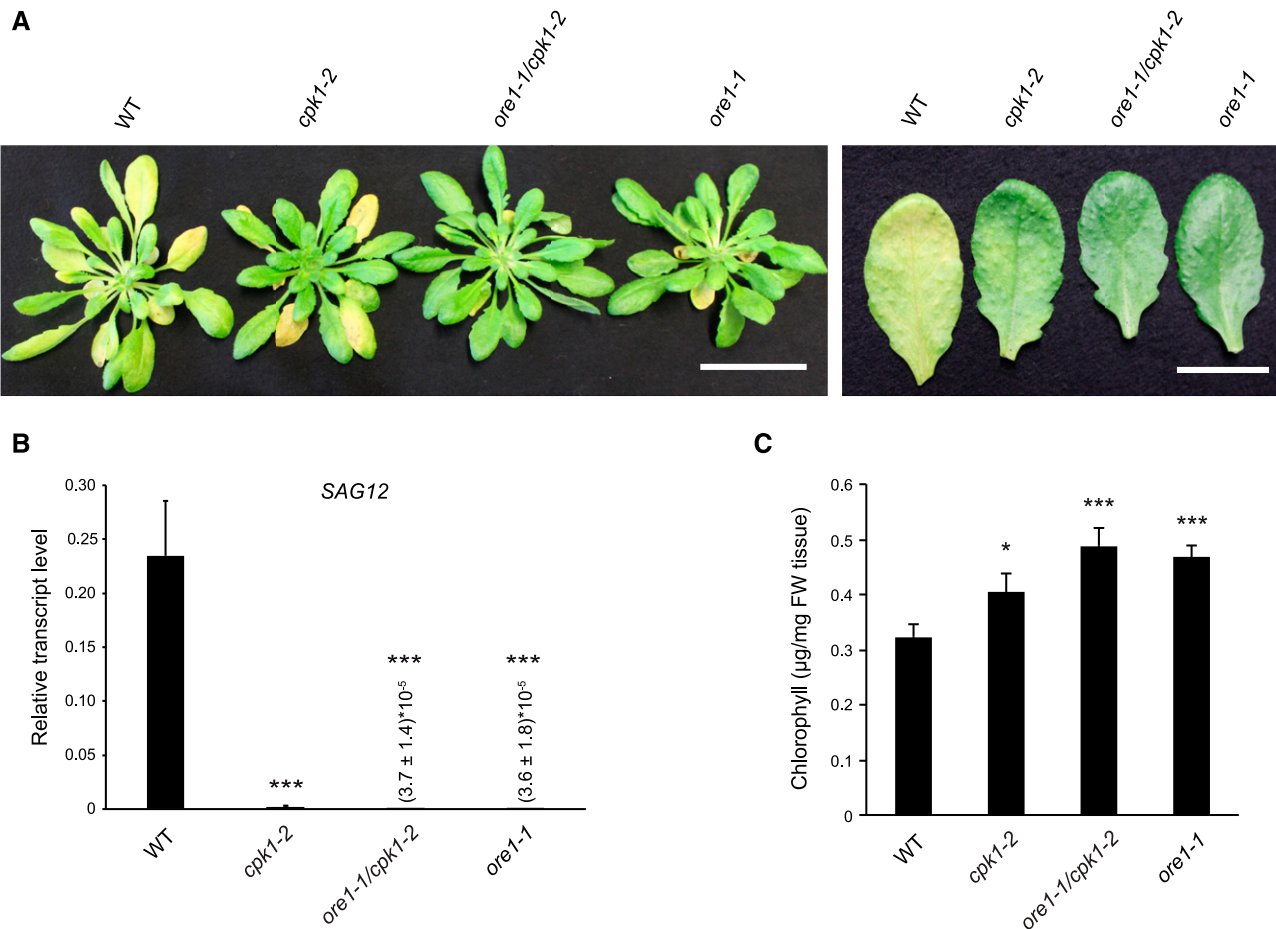 A
WT
cpk1-2
ore1-1/cpk1-2
ore1-1
WT
cpk1-2
ore1-1/cpk1-2
ore1-1
B
SAG12
Relative transcript level
0.30
0.25
0.20
0.15
0.10
0.05
0
***
***
(3.7 ± 1.4)*10-5
***
(3.6 ± 1.8)*10-5
WT
cpk1-2
ore1-1/cpk1-2
ore1-1
C
Chlorophyll (µg/mg FW tissue)
0.6
0.5
0.4
0.3
0.2
0.1
0
*
***
***
WT
cpk1-2
ore1-1/cpk1-2
ore1-1